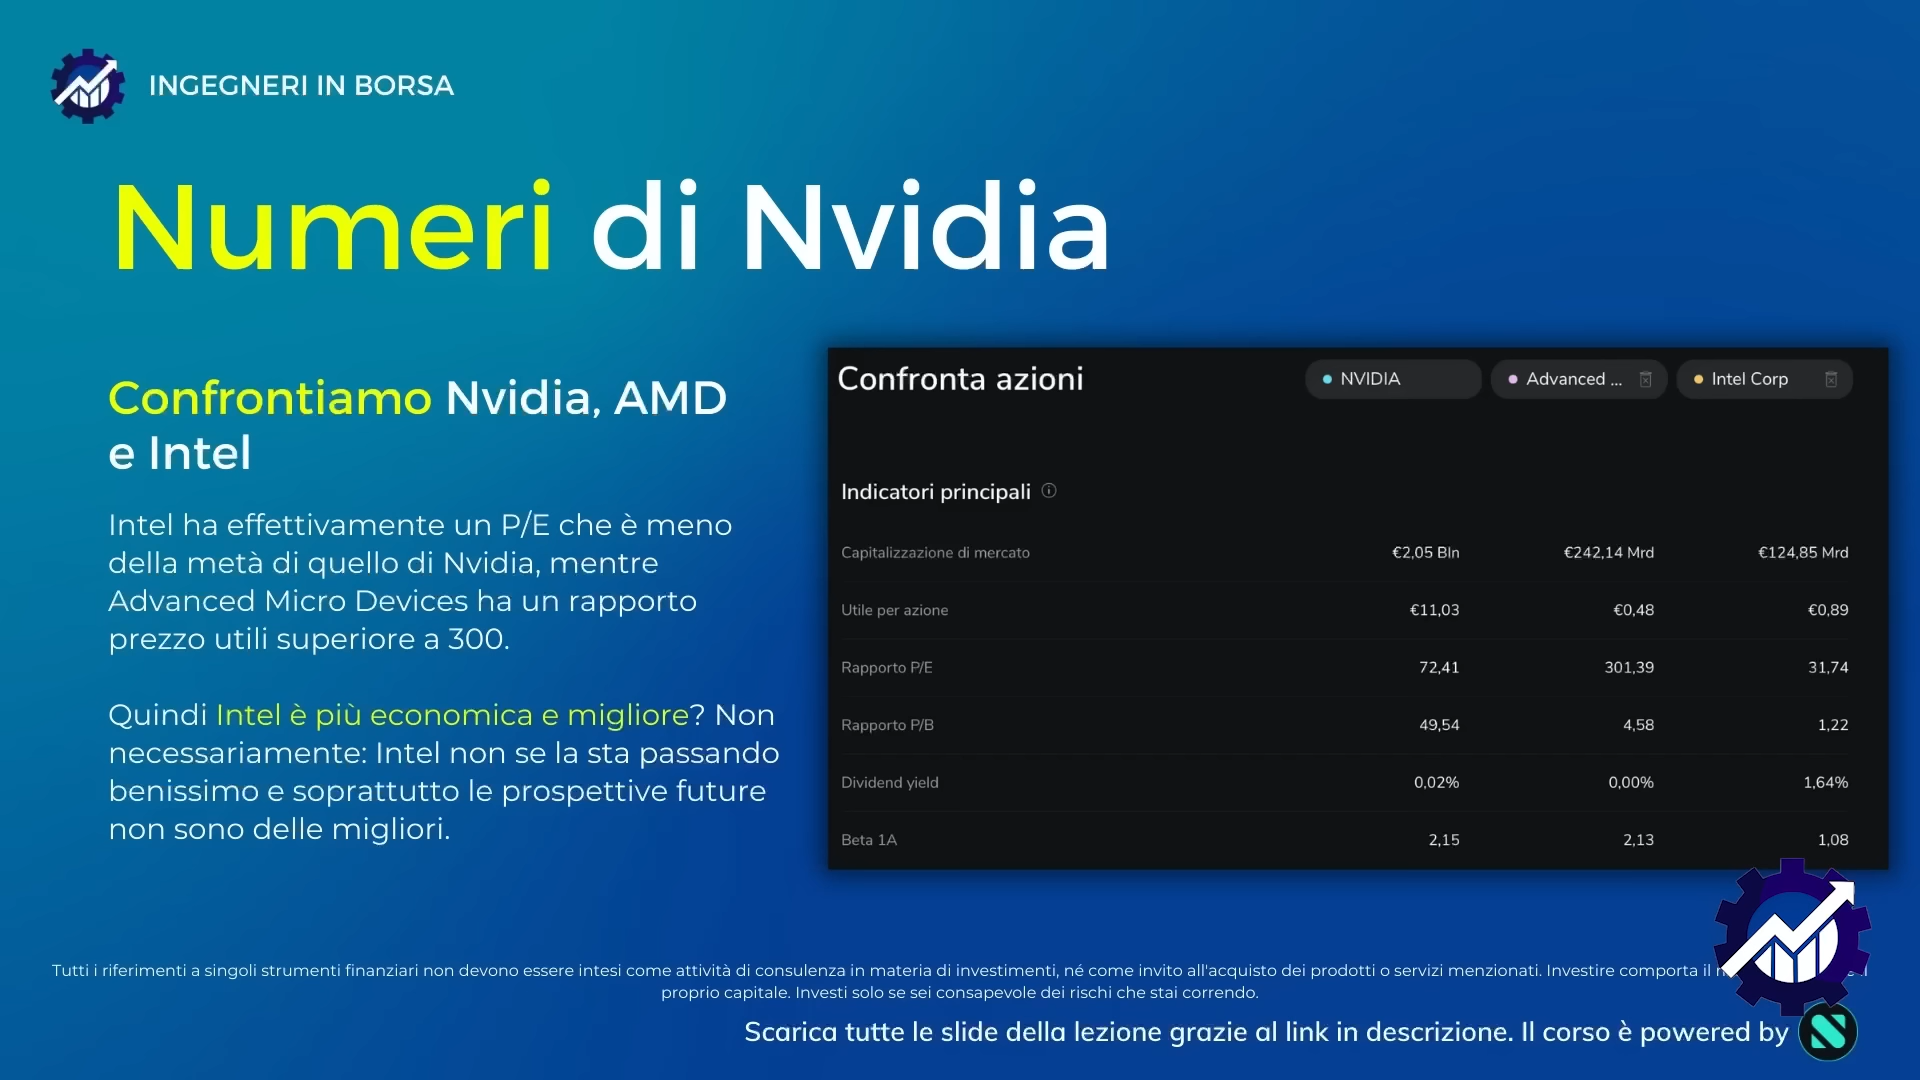 INGEGNERI IN BORSA
Numeri di Nvidia
Confrontiamo Nvidia, AMD
e Intel
Intel ha effettivamente un P/E che è meno
della metà di quello di Nvidia, mentre
Advanced Micro Devices ha un rapporto
prezzo utili superiore a 300.
Quindi Intel è più economica e migliore? Non
necessariamente: Intel non se la sta passando
benissimo e soprattutto le prospettive future
non sono delle migliori.
Confronta azioni NVIDIA Advanced ... Intel Corp
Indicatori principali
Capitalizzazione di mercato €2,05 Bln €242,14 Mrd €124,85 Mrd
Utile per azione €11,03 €0,48 €0,89
Rapporto P/E 72,41 301,39 31,74
Rapporto P/B 49,54 4,58 1,22
Dividend yield 0,02% 0,00% 1,64%
Beta 1A 2,15 2,13 1,08
Tutti i riferimenti a singoli strumenti finanziari non devono essere intesi come attività di consulenza in materia di investimenti, né come invito all'acquisto dei prodotti o servizi menzionati. Investire comporta il
proprio capitale. Investi solo se sei consapevole dei rischi che stai correndo.
Scarica tutte le slide della lezione grazie al link in descrizione. Il corso è powered by